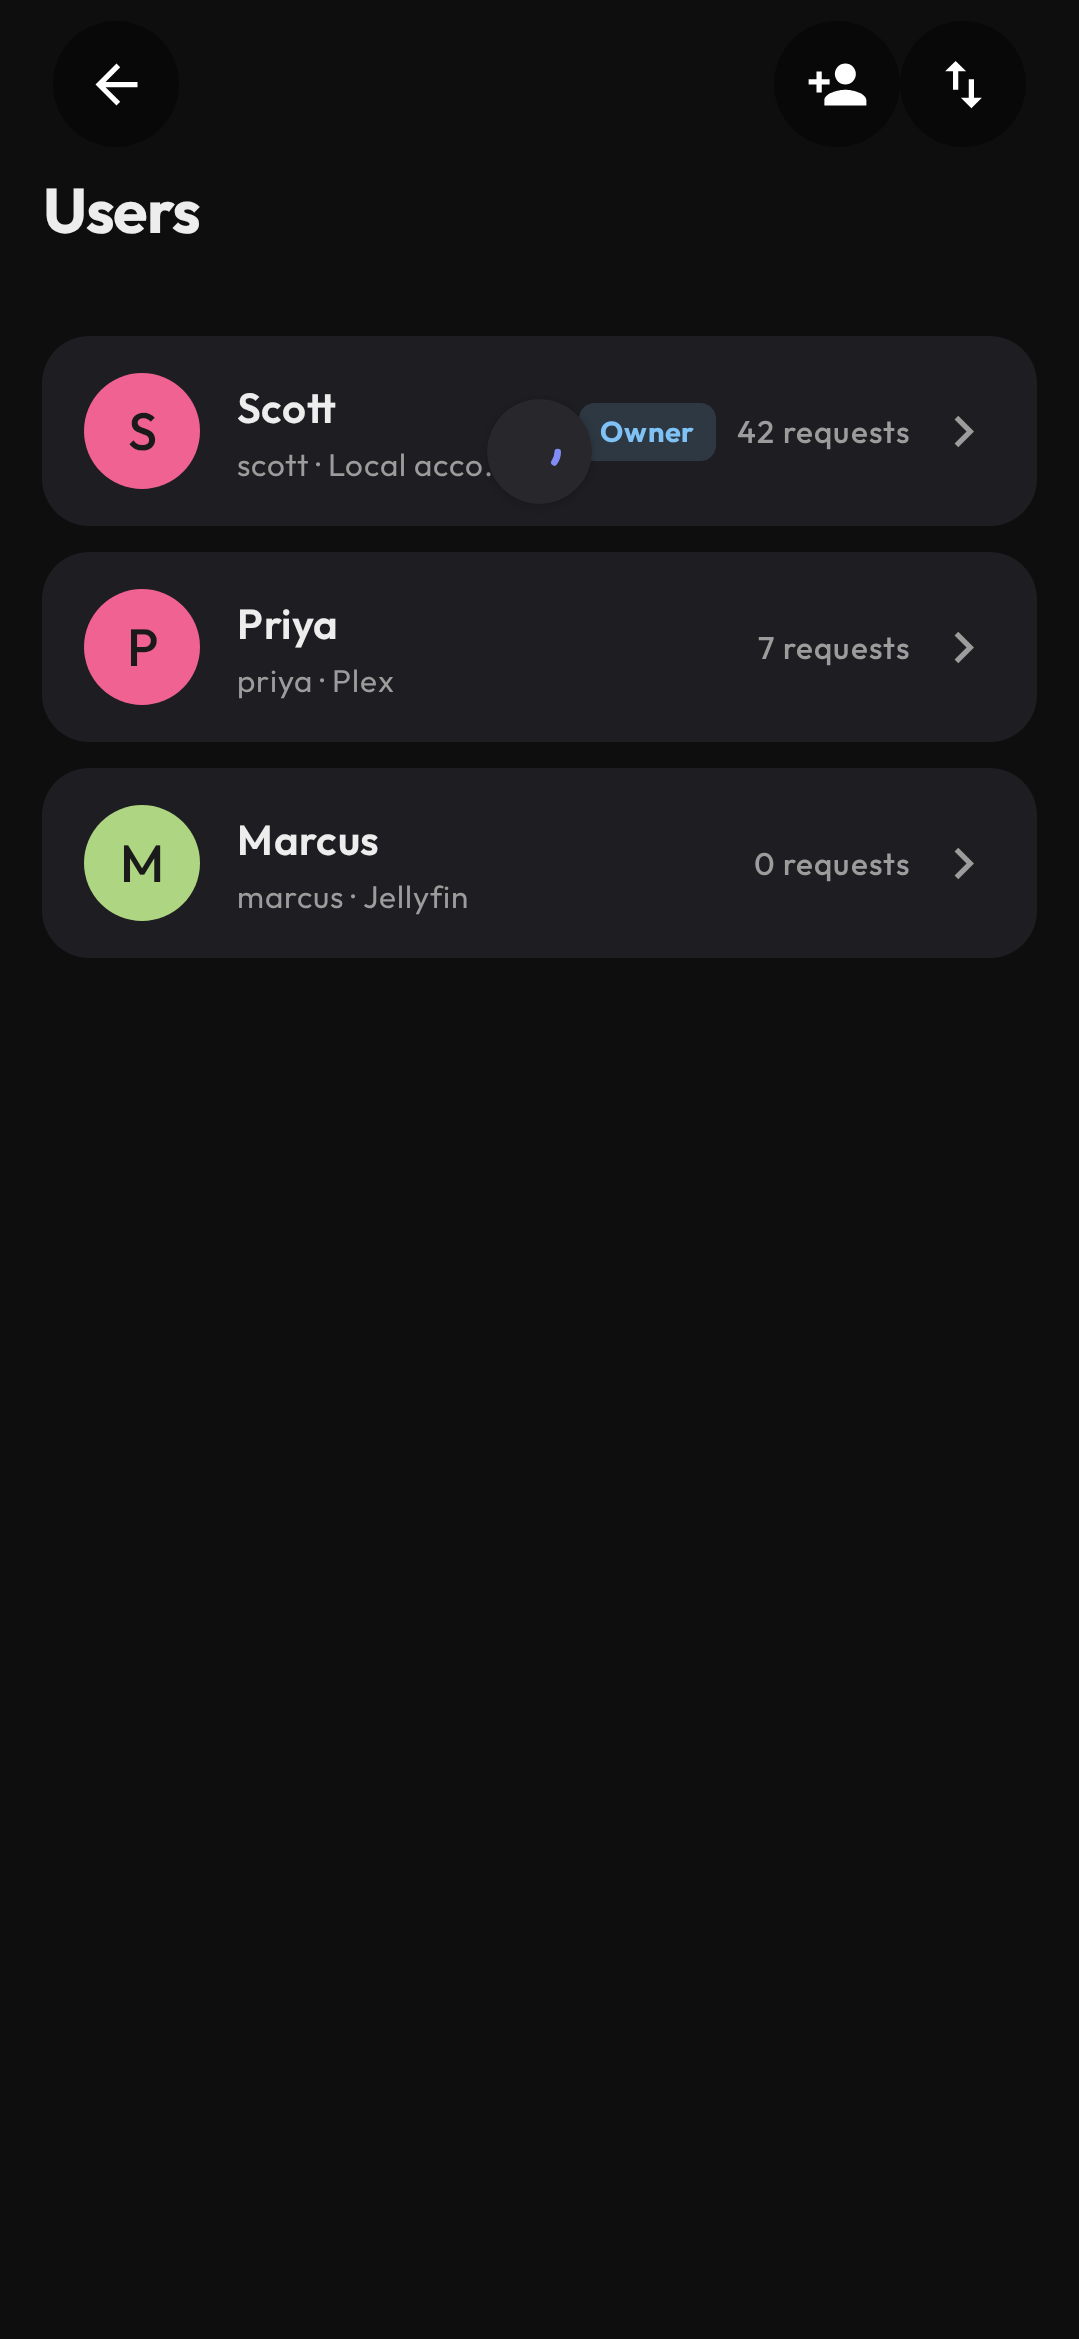 Users
S
Scott
scott · Local acco.
Owner
42 requests
P
Priya
priya · Plex
7 requests
M
Marcus
marcus · Jellyfin
0 requests